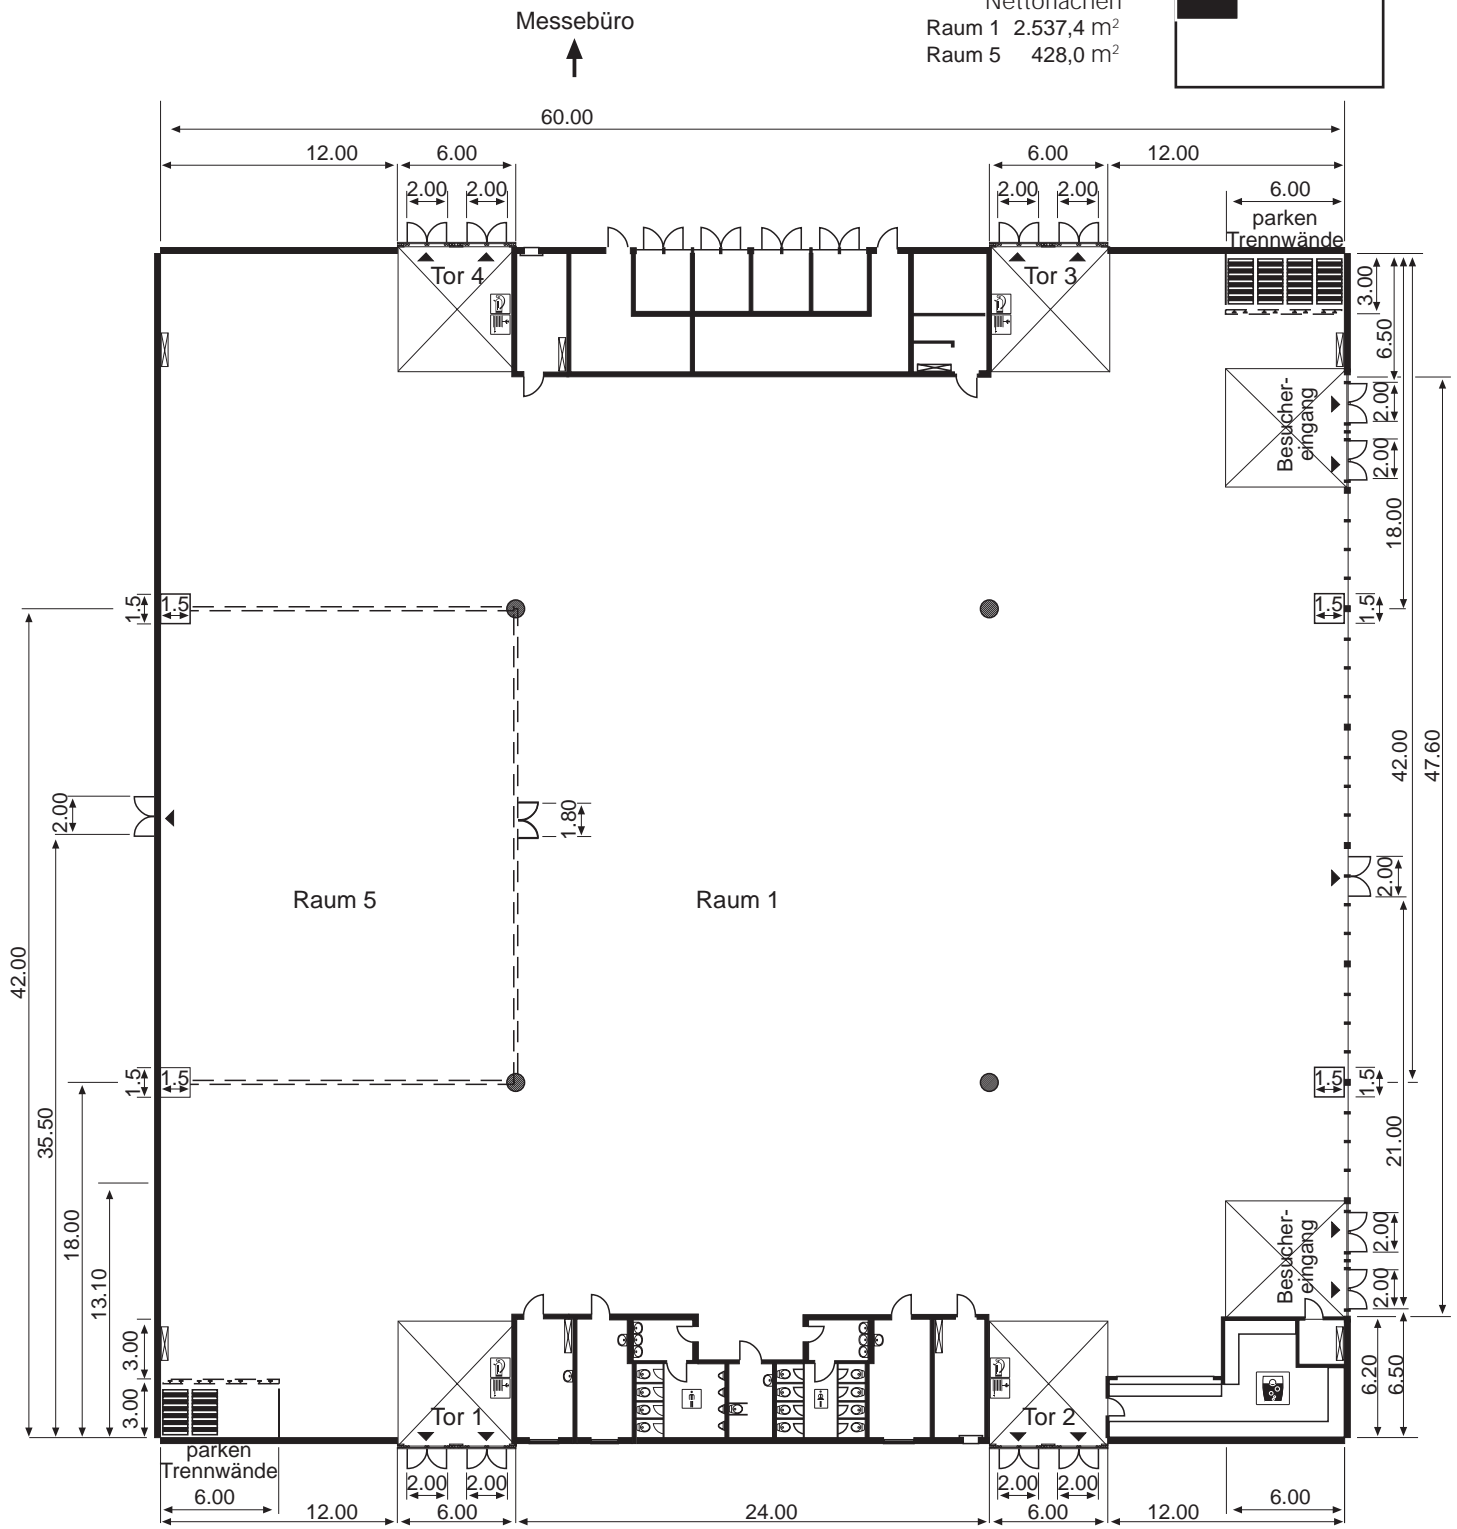 Messebüro
Nettoflächen
Raum 1 2.537,4 m²
Raum 5 428,0 m²
60.00
12.00 6.00 6.00 12.00
2.00 2.00 2.00 2.00 6.00
parken
Trennwände
Tor 4 Tor 3
3.00
6.50
Besucher-
eingang
2.00
2.00
18.00
1.5 1.5 1.5 1.5
42.00 47.60
2.00 1.80
2.00
Raum 5 Raum 1
42.00
1.5 1.5 1.5 1.5
35.50
21.00
18.00
13.10
Besucher-
eingang
2.00
2.00
3.00
3.00
6.20 6.50
Tor 1 Tor 2
parken
Trennwände
2.00 2.00 2.00 2.00
6.00 6.00
12.00 6.00 24.00 6.00 12.00